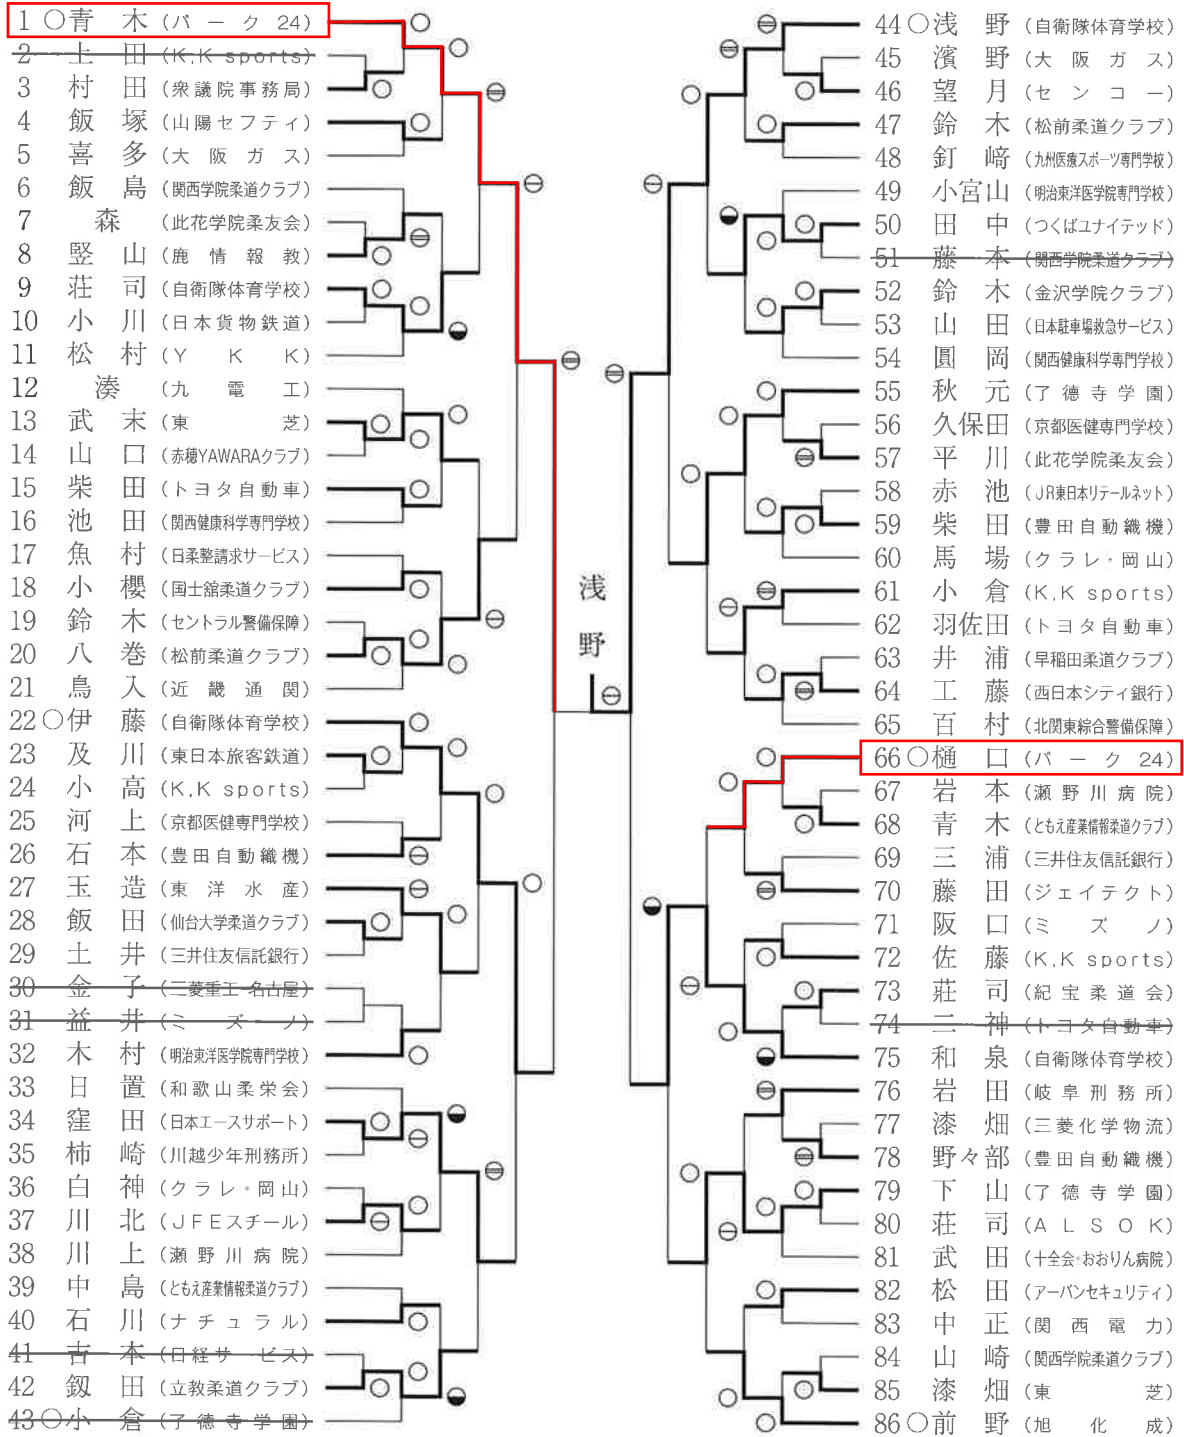 1 ○青木 (パーク24)
2 上田 (K,K sports)
3 村田 (衆議院事務局)
4 飯塚 (山陽セフティ)
5 喜多 (大阪ガス)
6 飯島 (関西学院柔道クラブ)
7 森 (此花学院柔友会)
8 竪山 (鹿情報教)
9 荘司 (自衛隊体育学校)
10 小川 (日本貨物鉄道)
11 松村 (YKK)
12 湊 (九電工)
13 武末 (東芝)
14 山口 (赤穂YAWARAクラブ)
15 柴田 (トヨタ自動車)
16 池田 (関西健康科学専門学校)
17 魚村 (日柔整請求サービス)
18 小櫻 (国士舘柔道クラブ)
19 鈴木 (セントラル警備保障)
20 八巻 (松前柔道クラブ)
21 鳥入 (近畿通関)
22 ○伊藤 (自衛隊体育学校)
23 及川 (東日本旅客鉄道)
24 小高 (K,K sports)
25 河上 (京都医健専門学校)
26 石本 (豊田自動織機)
27 玉造 (東洋水産)
28 飯田 (仙台大学柔道クラブ)
29 土井 (三井住友信託銀行)
30 金子 (三菱重工名古屋)
31 益井 (ミズーノ)
32 木村 (明治東洋医学院専門学校)
33 日置 (和歌山柔栄会)
34 窪田 (日本エースサポート)
35 柿崎 (川越少年刑務所)
36 白神 (クラレ・岡山)
37 川北 (JFEスチール)
38 川上 (瀬野川病院)
39 中島 (ともえ産業情報柔道クラブ)
40 石川 (ナチュラル)
41 吉本 (日経サービス)
42 釼田 (立教柔道クラブ)
43 ○小倉 (了德寺学園)
浅野
44 ○浅野 (自衛隊体育学校)
45 濱野 (大阪ガス)
46 望月 (センコー)
47 鈴木 (松前柔道クラブ)
48 釘﨑 (九州医療スポーツ専門学校)
49 小宮山 (明治東洋医学院専門学校)
50 田中 (つくばユナイテッド)
51 藤本 (関西学院柔道クラブ)
52 鈴木 (金沢学院クラブ)
53 山田 (日本駐車場救急サービス)
54 圓岡 (関西健康科学専門学校)
55 秋元 (了德寺学園)
56 久保田 (京都医健専門学校)
57 平川 (此花学院柔友会)
58 赤池 (JR東日本リテールネット)
59 柴田 (豊田自動織機)
60 馬場 (クラレ・岡山)
61 小倉 (K,K sports)
62 羽佐田 (トヨタ自動車)
63 井浦 (早稲田柔道クラブ)
64 工藤 (西日本シティ銀行)
65 百村 (北関東綜合警備保障)
66 ○樋口 (パーク24)
67 岩本 (瀬野川病院)
68 青木 (ともえ産業情報柔道クラブ)
69 三浦 (三井住友信託銀行)
70 藤田 (ジェイテクト)
71 阪口 (ミズノ)
72 佐藤 (K,K sports)
73 莊司 (紀宝柔道会)
74 二神 (トヨタ自動車)
75 和泉 (自衛隊体育学校)
76 岩田 (岐阜刑務所)
77 漆畑 (三菱化学物流)
78 野々部 (豊田自動織機)
79 下山 (了德寺学園)
80 荘司 (ALSOK)
81 武田 (十全会・おおりん病院)
82 松田 (アーバンセキュリティ)
83 中正 (関西電力)
84 山崎 (関西学院柔道クラブ)
85 漆畑 (東芝)
86 ○前野 (旭化成)